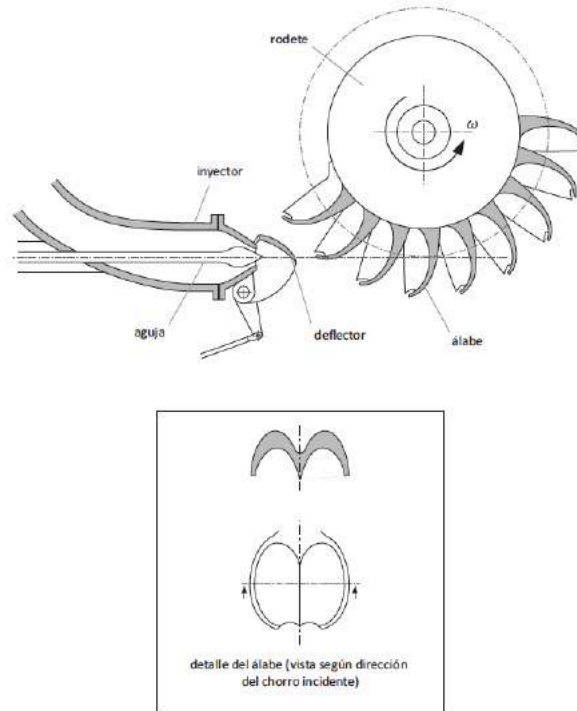 rodete
ω
inyector
aguja
deflector
álabe
detalle del álabe (vista según dirección
del chorro incidente)